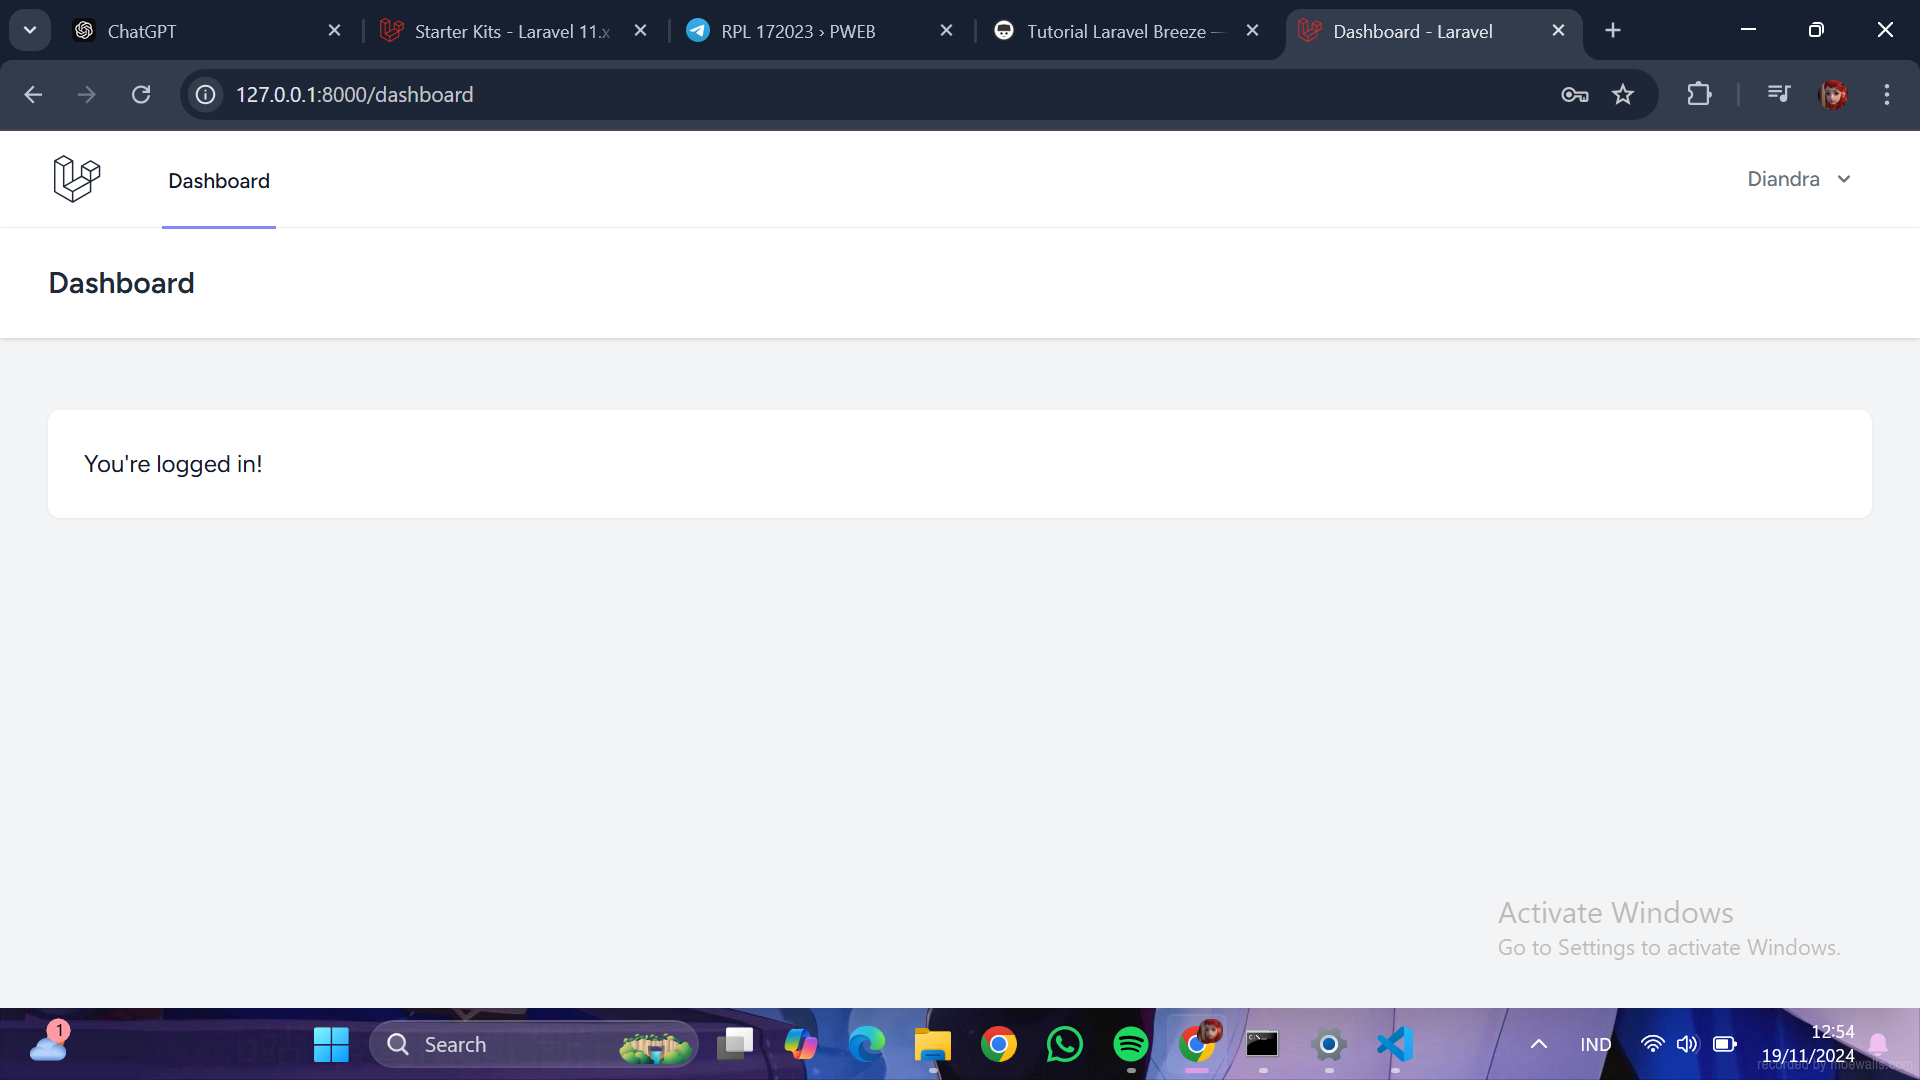 ChatGPT
Starter Kits - Laravel 11.x
RPL 172023 › PWEB
Tutorial Laravel Breeze —
Dashboard - Laravel
127.0.0.1:8000/dashboard
Dashboard
Diandra
Dashboard
You're logged in!
Activate Windows
Go to Settings to activate Windows.
1
Search
IND
12:54
19/11/2024
recorded by moewalls.com